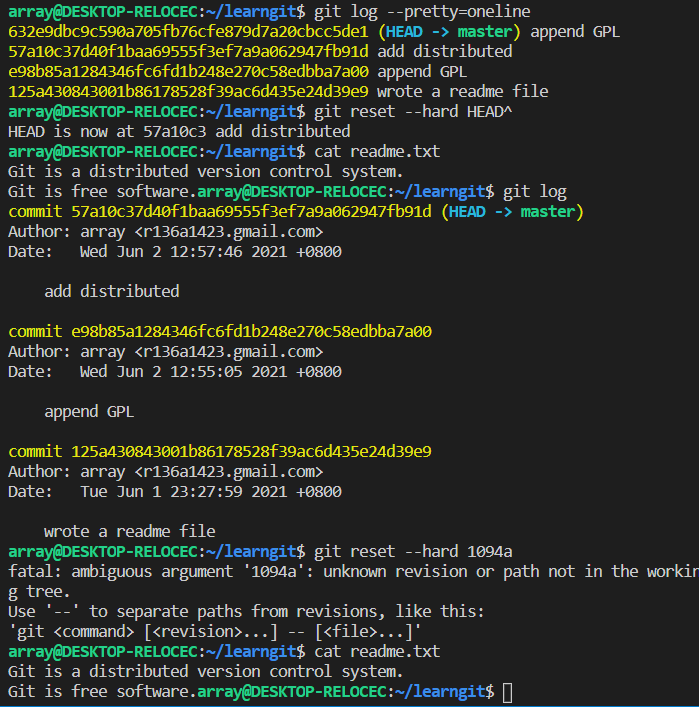 array@DESKTOP-RELOCEC:~/learngit$ git log --pretty=oneline
632e9dbc9c590a705fb76cfe879d7a20cbcc5de1 (HEAD -> master) append GPL
57a10c37d40f1baa69555f3ef7a9a062947fb91d add distributed
e98b85a1284346fc6fd1b248e270c58edbba7a00 append GPL
125a430843001b86178528f39ac6d435e24d39e9 wrote a readme file
array@DESKTOP-RELOCEC:~/learngit$ git reset --hard HEAD^
HEAD is now at 57a10c3 add distributed
array@DESKTOP-RELOCEC:~/learngit$ cat readme.txt
Git is a distributed version control system.
Git is free software.array@DESKTOP-RELOCEC:~/learngit$ git log
commit 57a10c37d40f1baa69555f3ef7a9a062947fb91d (HEAD -> master)
Author: array <r136a1423.gmail.com>
Date:   Wed Jun 2 12:57:46 2021 +0800
    add distributed
commit e98b85a1284346fc6fd1b248e270c58edbba7a00
Author: array <r136a1423.gmail.com>
Date:   Wed Jun 2 12:55:05 2021 +0800
    append GPL
commit 125a430843001b86178528f39ac6d435e24d39e9
Author: array <r136a1423.gmail.com>
Date:   Tue Jun 1 23:27:59 2021 +0800
    wrote a readme file
array@DESKTOP-RELOCEC:~/learngit$ git reset --hard 1094a
fatal: ambiguous argument '1094a': unknown revision or path not in the workin
g tree.
Use '--' to separate paths from revisions, like this:
'git <command> [<revision>...] -- [<file>...]'
array@DESKTOP-RELOCEC:~/learngit$ cat readme.txt
Git is a distributed version control system.
Git is free software.array@DESKTOP-RELOCEC:~/learngit$